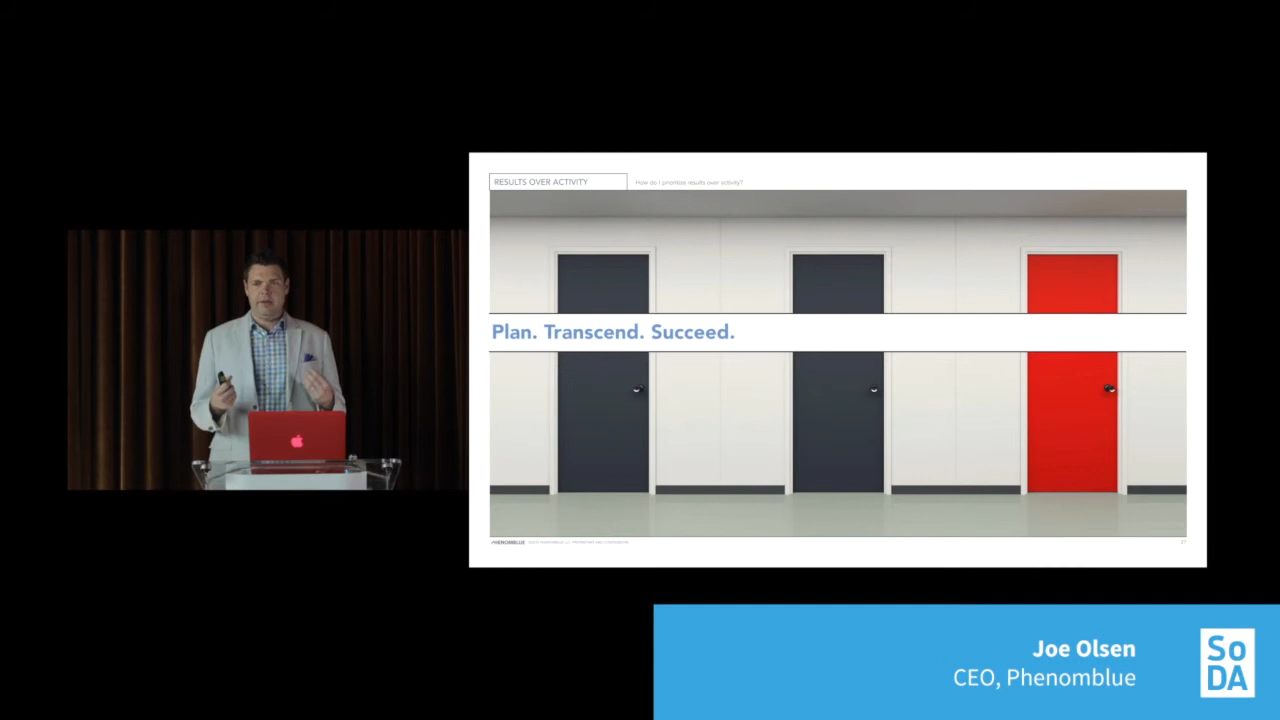 RESULTS OVER ACTIVITY
How do I prioritize results over activity?
Plan. Transcend. Succeed.
PHENOMBLUE
27
Joe Olsen
CEO, Phenomblue
So
DA